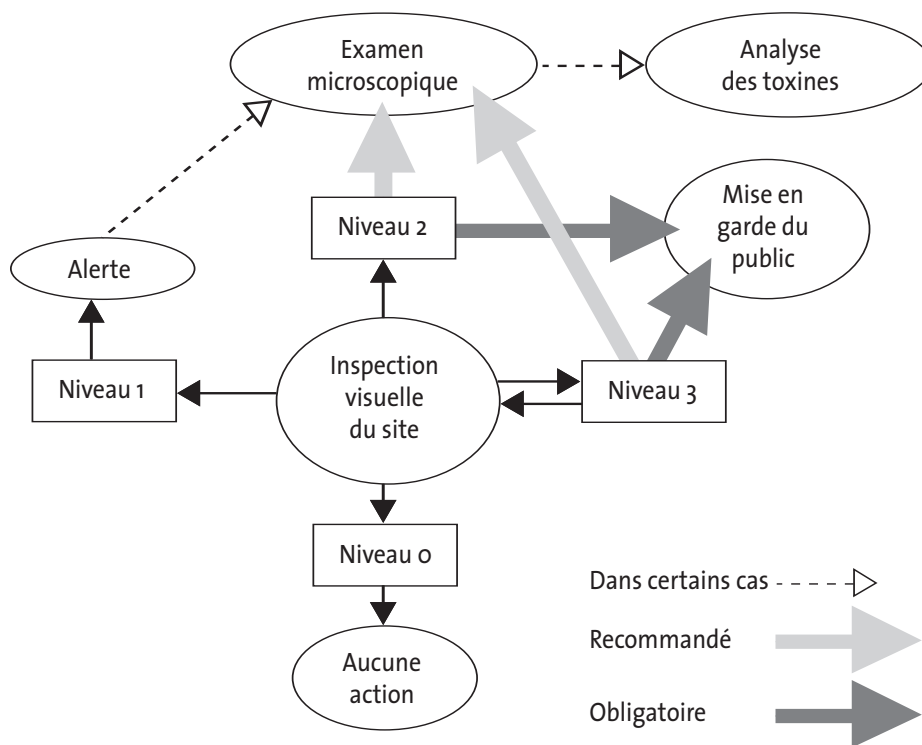 Examen
microscopique
Analyse
des toxines
Mise en
garde du
public
Niveau 2
Alerte
Inspection
visuelle
du site
Niveau 1
Niveau 3
Niveau 0
Aucune
action
Dans certains cas
Recommandé
Obligatoire